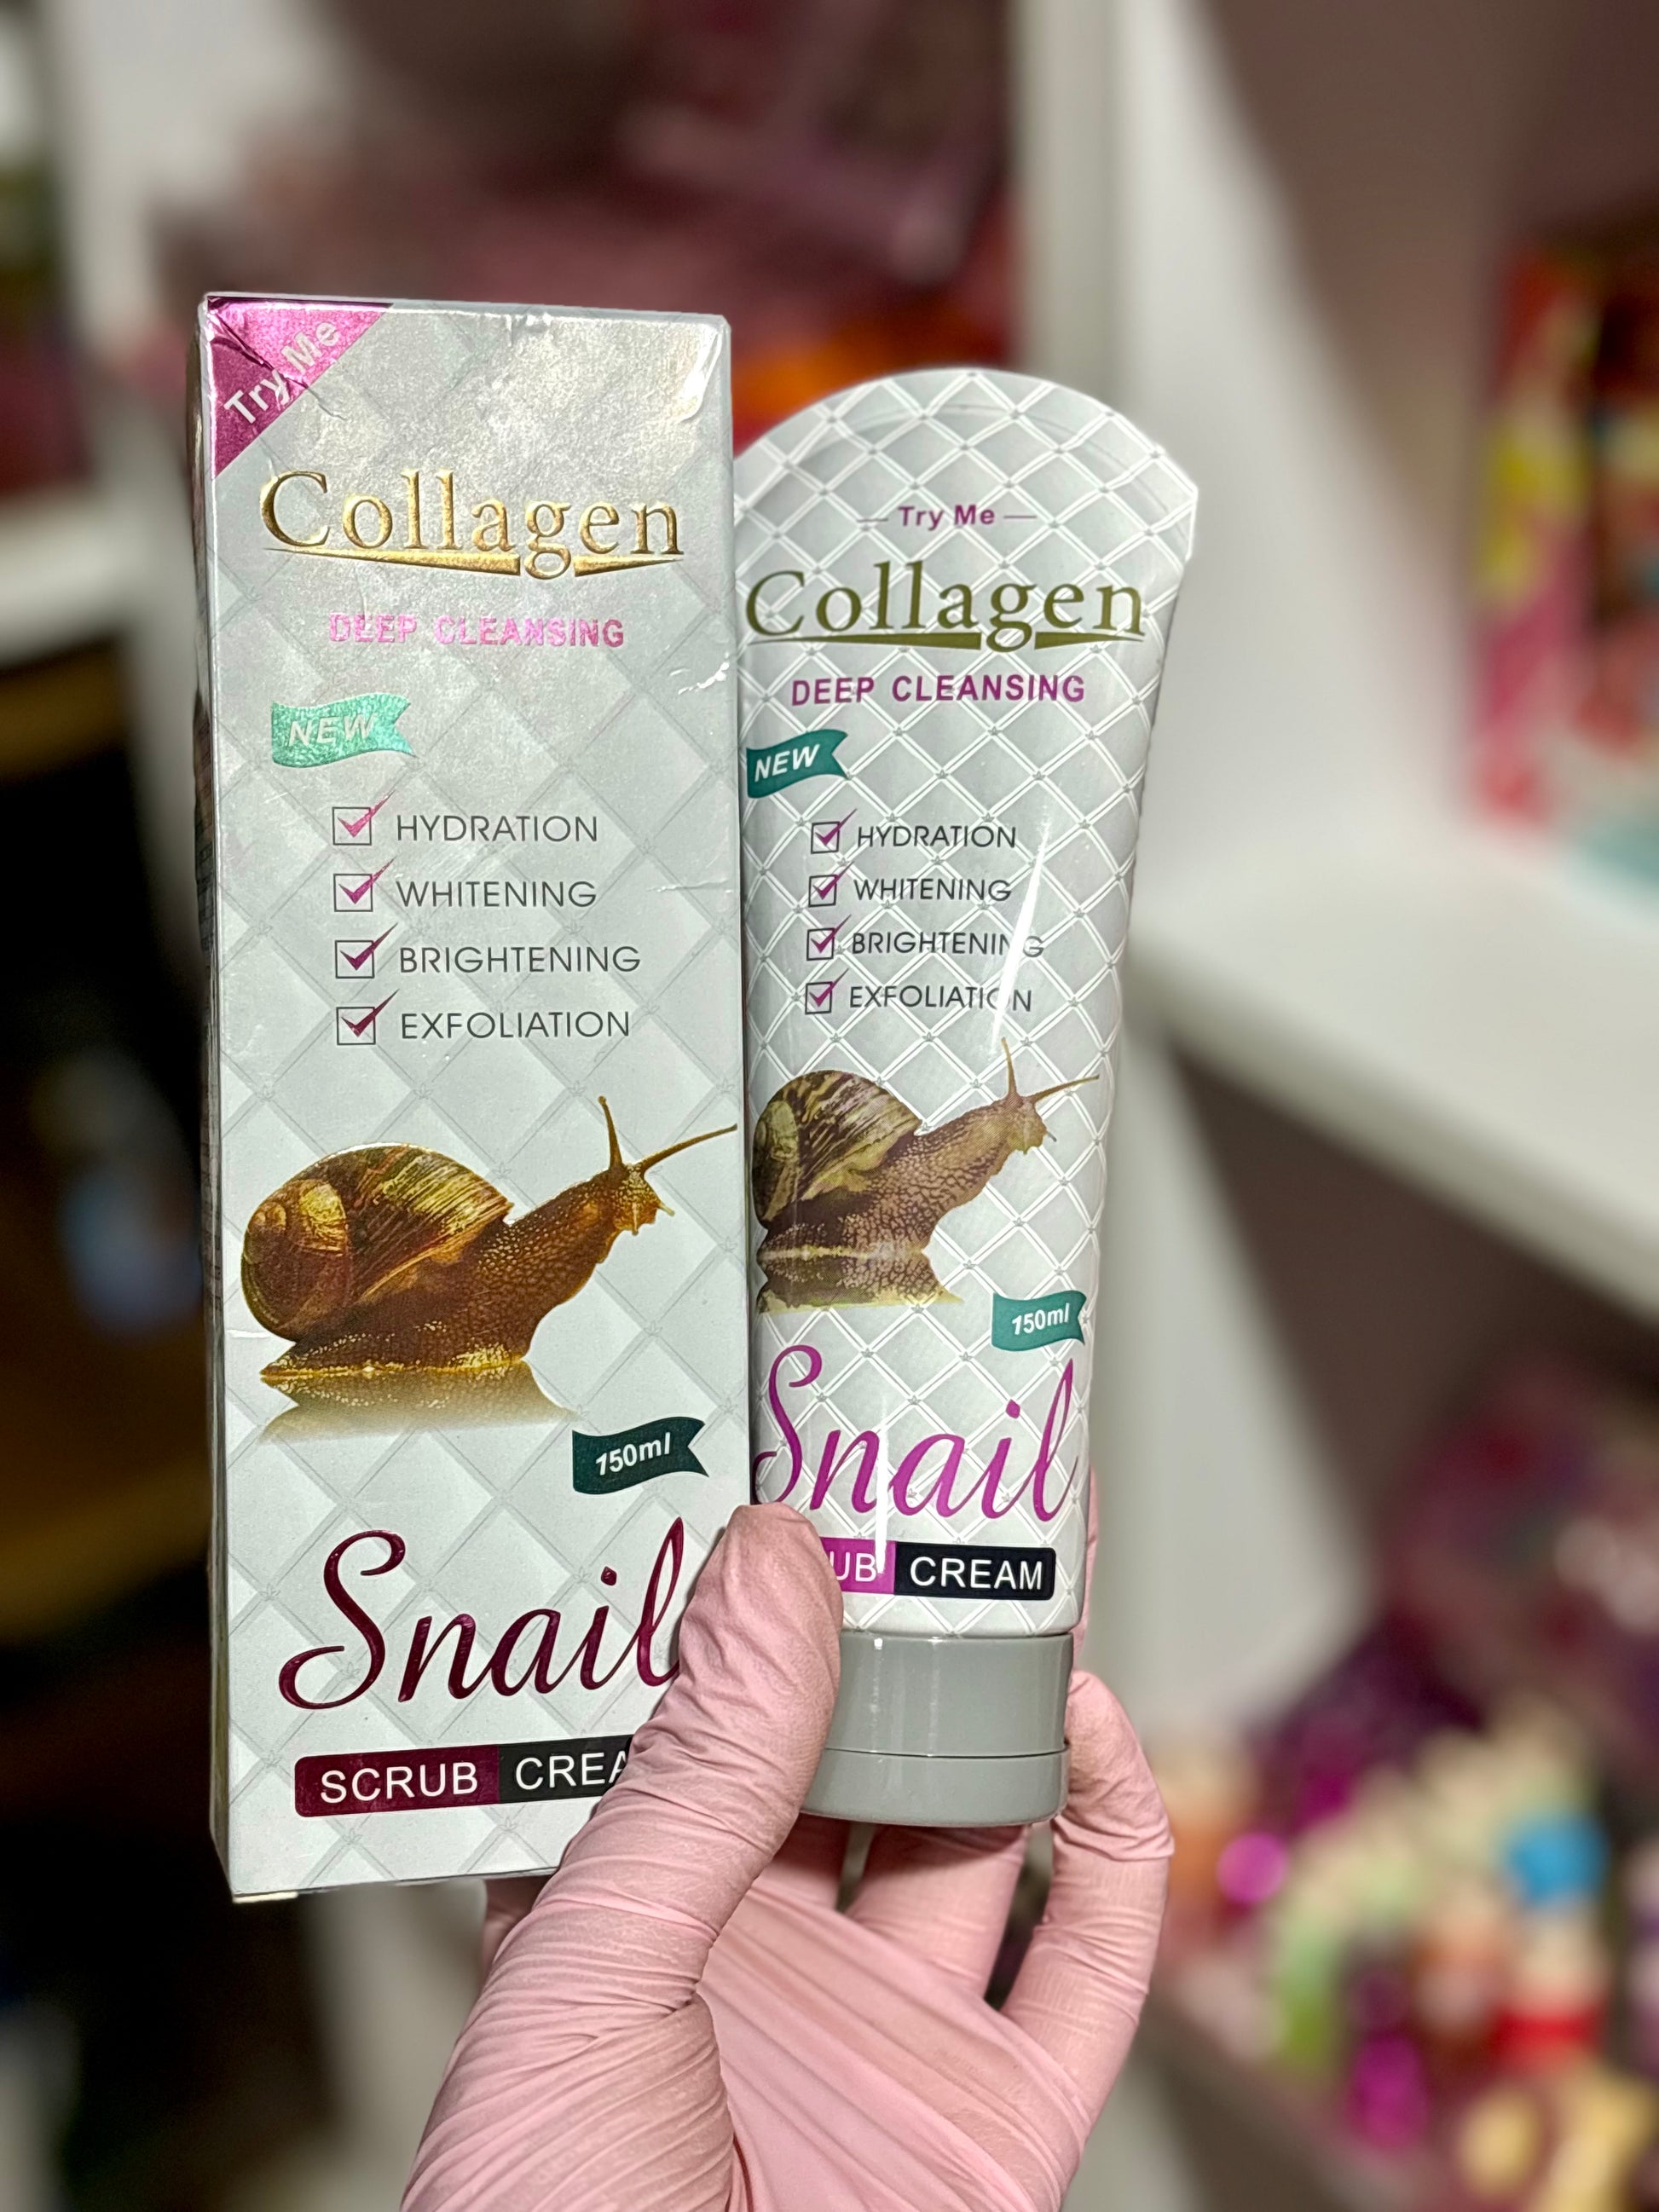 Try Me
Collagen
DEEP CLEANSING
NEW
HYDRATION
WHITENING
BRIGHTENING
EXFOLIATION
150ml
Snail
SCRUB CREA
Try Me
Collagen
DEEP CLEANSING
NEW
HYDRATION
WHITENING
BRIGHTENING
EXFOLIATION
150ml
Snail
UB CREAM